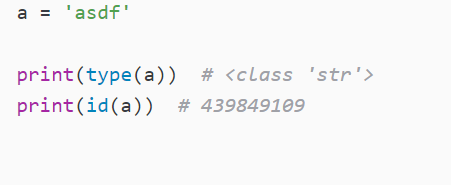 a = 'asdf'
print(type(a))  # <class 'str'>
print(id(a))  # 439849109